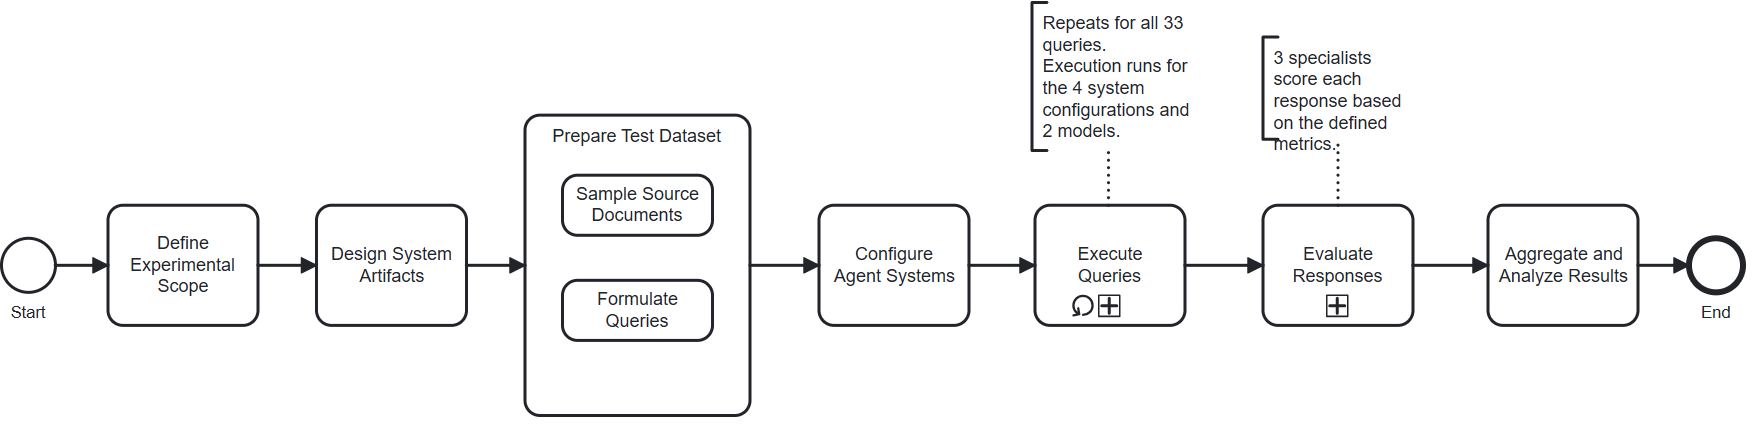 Start
Define
Experimental
Scope
Design System
Artifacts
Prepare Test Dataset
Sample Source
Documents
Formulate
Queries
Configure
Agent Systems
Repeats for all 33
queries.
Execution runs for
the 4 system
configurations and
2 models.
Execute
Queries
3 specialists
score each
response based
on the defined
metrics.
Evaluate
Responses
Aggregate and
Analyze Results
End